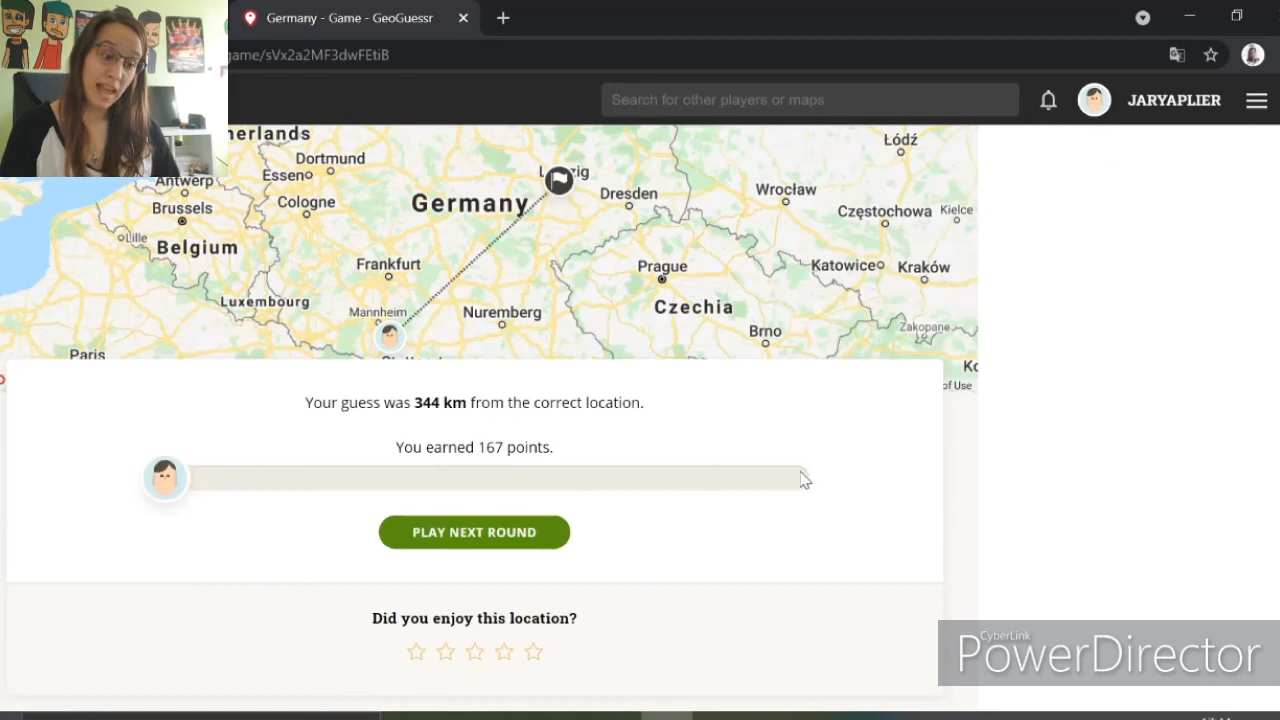 Germany - Game - GeoGuessr
game/sVx2a2MF3dwFEtiB
Search for other players or maps
JARYAPLIER
herlands
Dortmund
Essen
Antwerp
Brussels
Cologne
Lille
Belgium
Luxembourg
Germany
Frankfurt
Mannheim
Nuremberg
Dresden
Łódź
Wrocław
Częstochowa
Kielce
Prague
Katowice
Kraków
Czechia
Brno
Zakopane
Paris
of Use
Your guess was 344 km from the correct location.
You earned 167 points.
PLAY NEXT ROUND
Did you enjoy this location?
CyberLink
PowerDirector